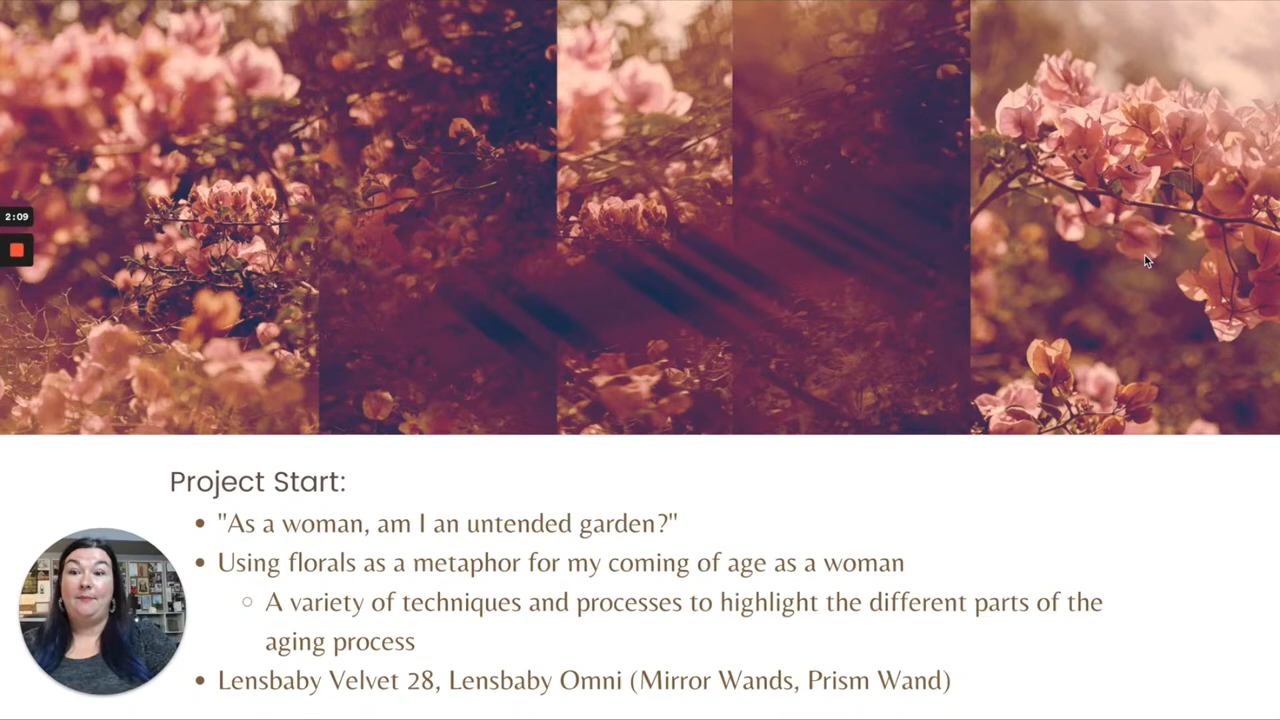 2:09
Project Start:
"As a woman, am I an untended garden?"
Using florals as a metaphor for my coming of age as a woman
A variety of techniques and processes to highlight the different parts of the
aging process
Lensbaby Velvet 28, Lensbaby Omni (Mirror Wands, Prism Wand)